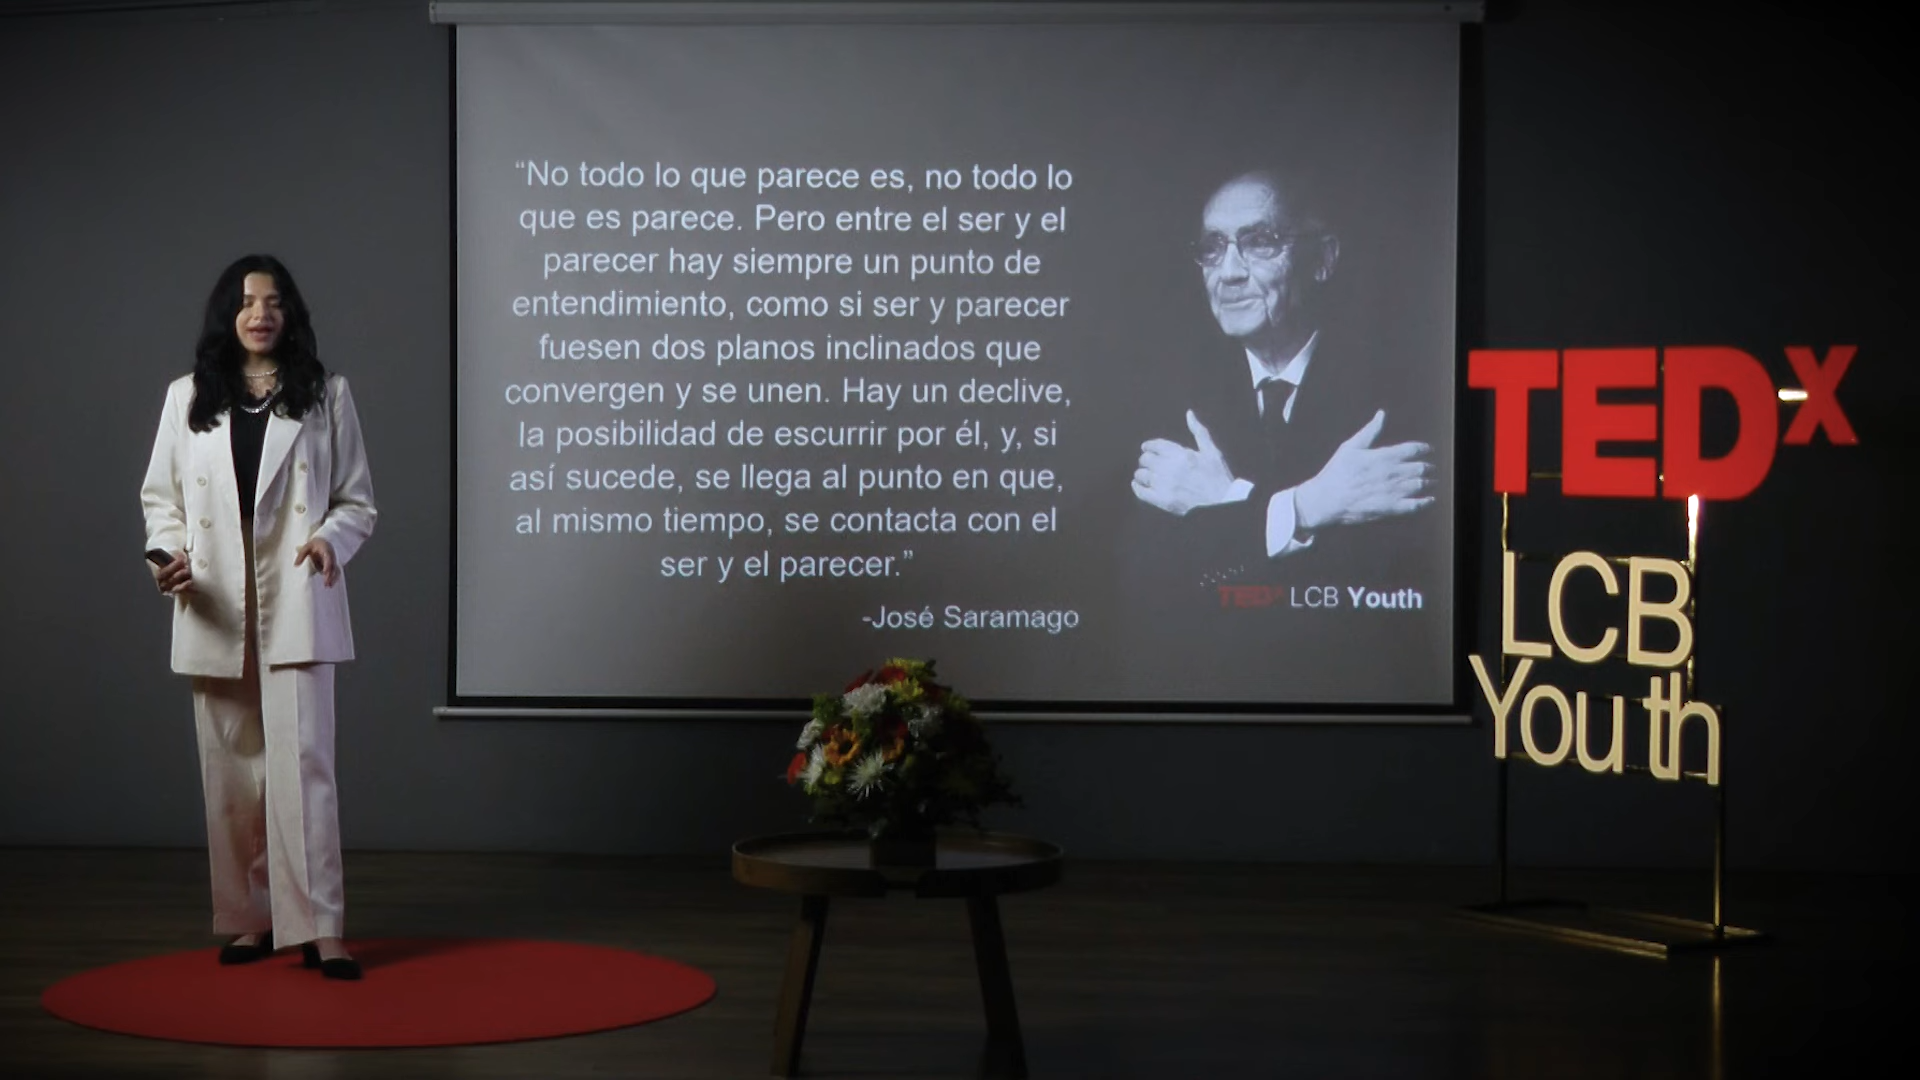 “No todo lo que parece es, no todo lo
que es parece. Pero entre el ser y el
parecer hay siempre un punto de
entendimiento, como si ser y parecer
fuesen dos planos inclinados que
convergen y se unen. Hay un declive,
la posibilidad de escurrir por él, y, si
así sucede, se llega al punto en que,
al mismo tiempo, se contacta con el
ser y el parecer.”
-José Saramago
TEDx LCB Youth
TEDx
LCB
Youth